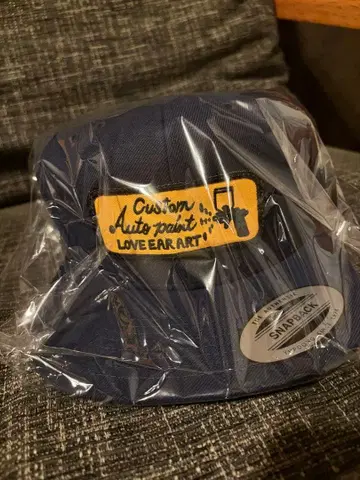 Custom
Auto paint
LOVE EAR ART
SNAPBACK